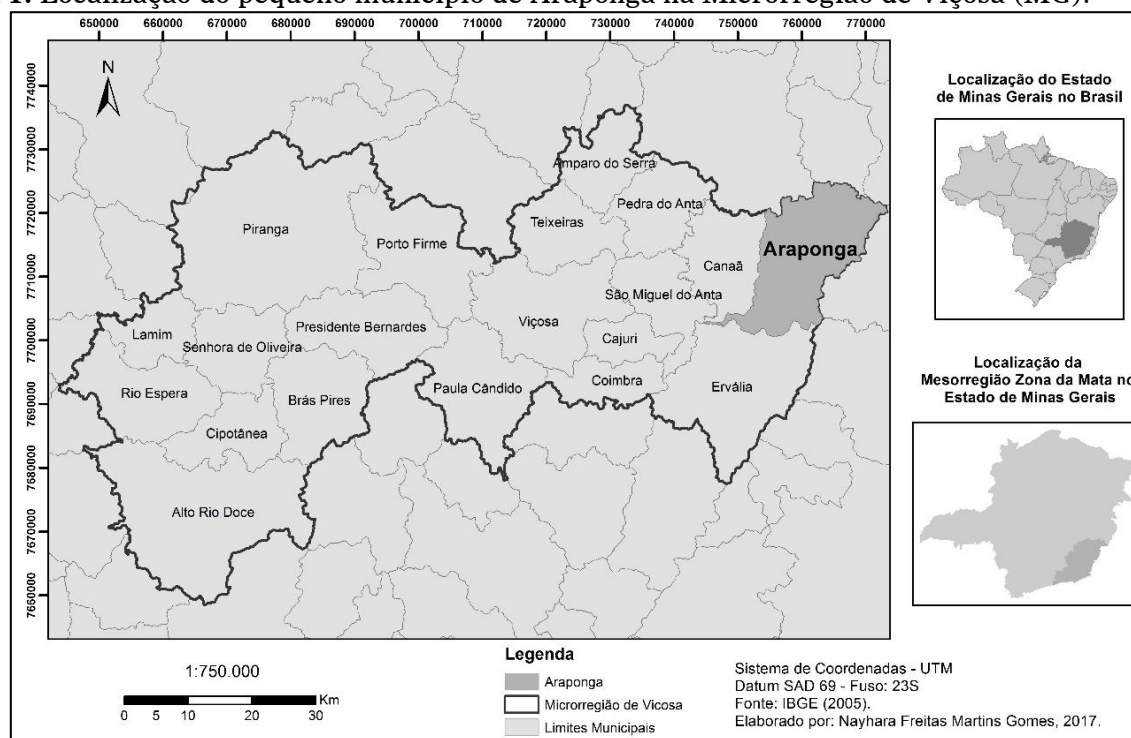 1. Localização do pequeno município de Araponga na Microrregião de Viçosa (MG).
650000 660000 670000 680000 690000 700000 710000 720000 730000 740000 750000 760000 770000
N
7740000
7730000
7720000
7710000
7700000
7690000
7680000
7670000
7660000
Amparo do Serra
Pedra do Anta
Teixeiras
Piranga
Porto Firme
Araponga
Canaã
São Miguel do Anta
Viçosa
Presidente Bernardes
Lamim
Senhora de Oliveira
Cajuri
Coimbra
Ervália
Paula Cândido
Rio Espera
Brás Pires
Cipotânea
Alto Rio Doce
Localização do Estado
de Minas Gerais no Brasil
Localização da
Mesorregião Zona da Mata no
Estado de Minas Gerais
1:750.000
Km
0 5 10 20 30
Legenda
Araponga
Microrregião de Vicosa
Limites Municipais
Sistema de Coordenadas - UTM
Datum SAD 69 - Fuso: 23S
Fonte: IBGE (2005).
Elaborado por: Nayhara Freitas Martins Gomes, 2017.